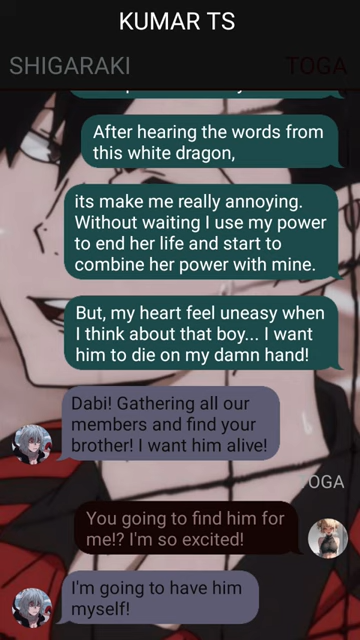 KUMAR TS
SHIGARAKI
TOGA
After hearing the words from
this white dragon,
its make me really annoying.
Without waiting I use my power
to end her life and start to
combine her power with mine.
But, my heart feel uneasy when
I think about that boy... I want
him to die on my damn hand!
Dabi! Gathering all our
members and find your
brother! I want him alive!
TOGA
You going to find him for
me!? I'm so excited!
I'm going to have him
myself!